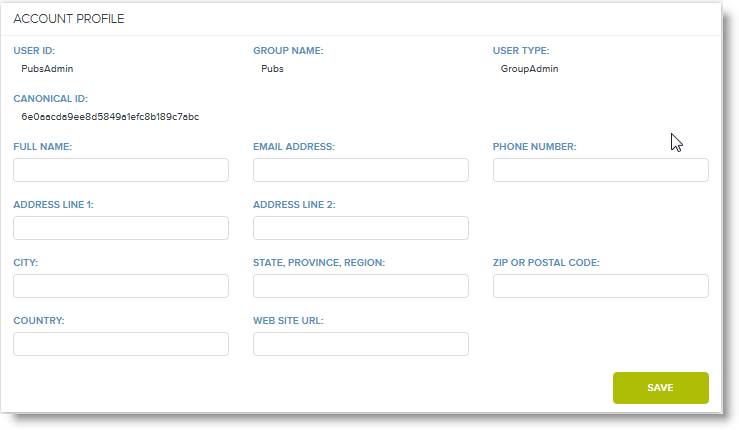 ACCOUNT PROFILE
USER ID: GROUP NAME: USER TYPE:
PubsAdmin Pubs GroupAdmin
CANONICAL ID:
6e0aacda9ee8d5849a1efc8b189c7abc
FULL NAME: EMAIL ADDRESS: PHONE NUMBER:
ADDRESS LINE 1: ADDRESS LINE 2:
CITY: STATE, PROVINCE, REGION: ZIP OR POSTAL CODE:
COUNTRY: WEB SITE URL:
SAVE